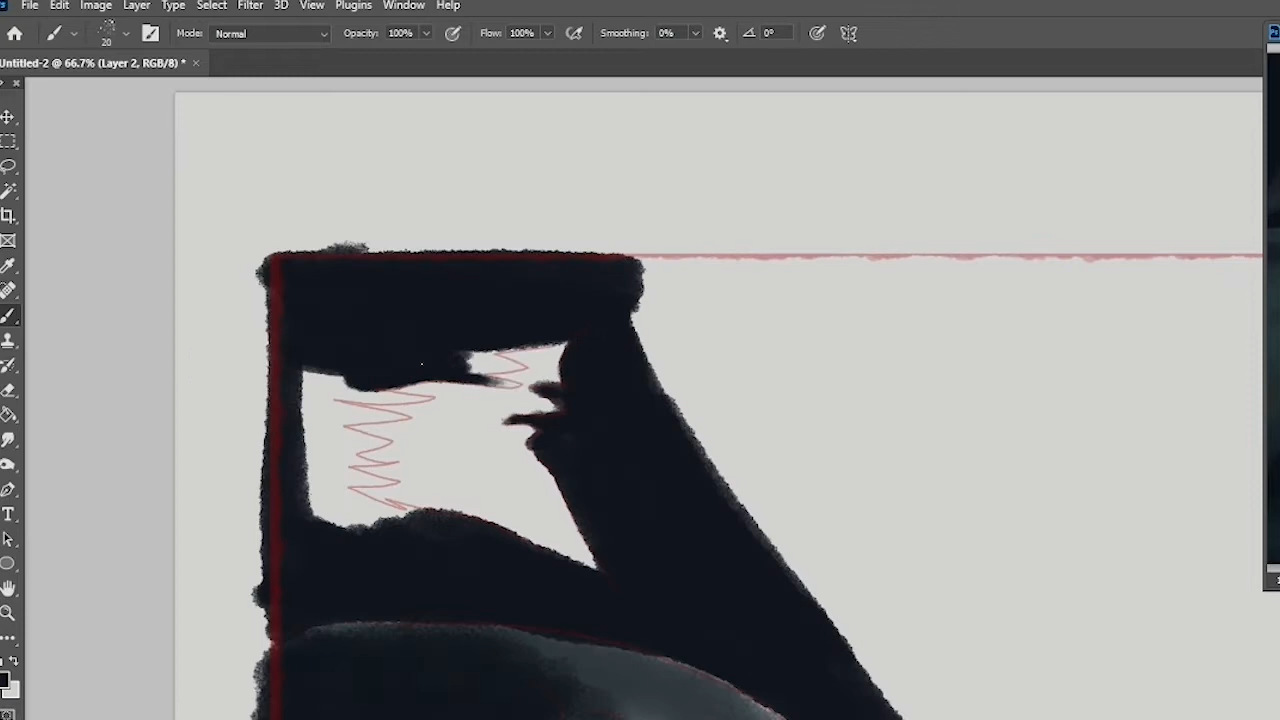 File Edit Image Layer Type Select Filter 3D View Plugins Window Help
20 Mode: Normal Opacity: 100% Flow: 100% Smoothing: 0% 0°
Untitled-2 @ 66.7% (Layer 2, RGB/8) *